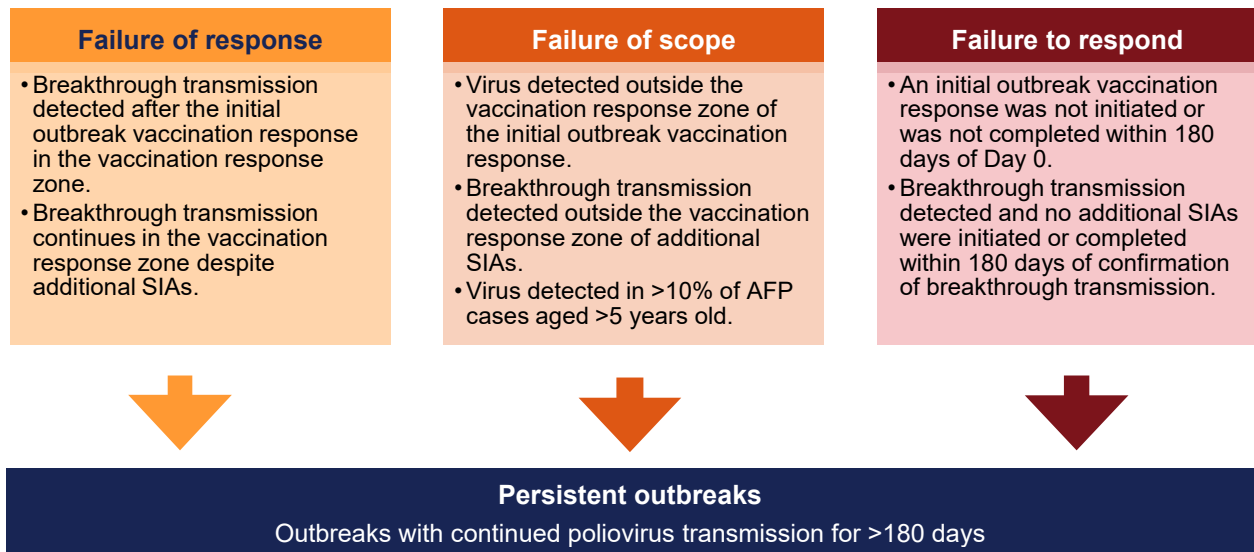 Failure of response
• Breakthrough transmission
detected after the initial
outbreak vaccination response
in the vaccination response
zone.
• Breakthrough transmission
continues in the vaccination
response zone despite
additional SIAs.
Failure of scope
• Virus detected outside the
vaccination response zone of
the initial outbreak vaccination
response.
• Breakthrough transmission
detected outside the vaccination
response zone of additional
SIAs.
• Virus detected in >10% of AFP
cases aged >5 years old.
Failure to respond
• An initial outbreak vaccination
response was not initiated or
was not completed within 180
days of Day 0.
• Breakthrough transmission
detected and no additional SIAs
were initiated or completed
within 180 days of confirmation
of breakthrough transmission.
Persistent outbreaks
Outbreaks with continued poliovirus transmission for >180 days